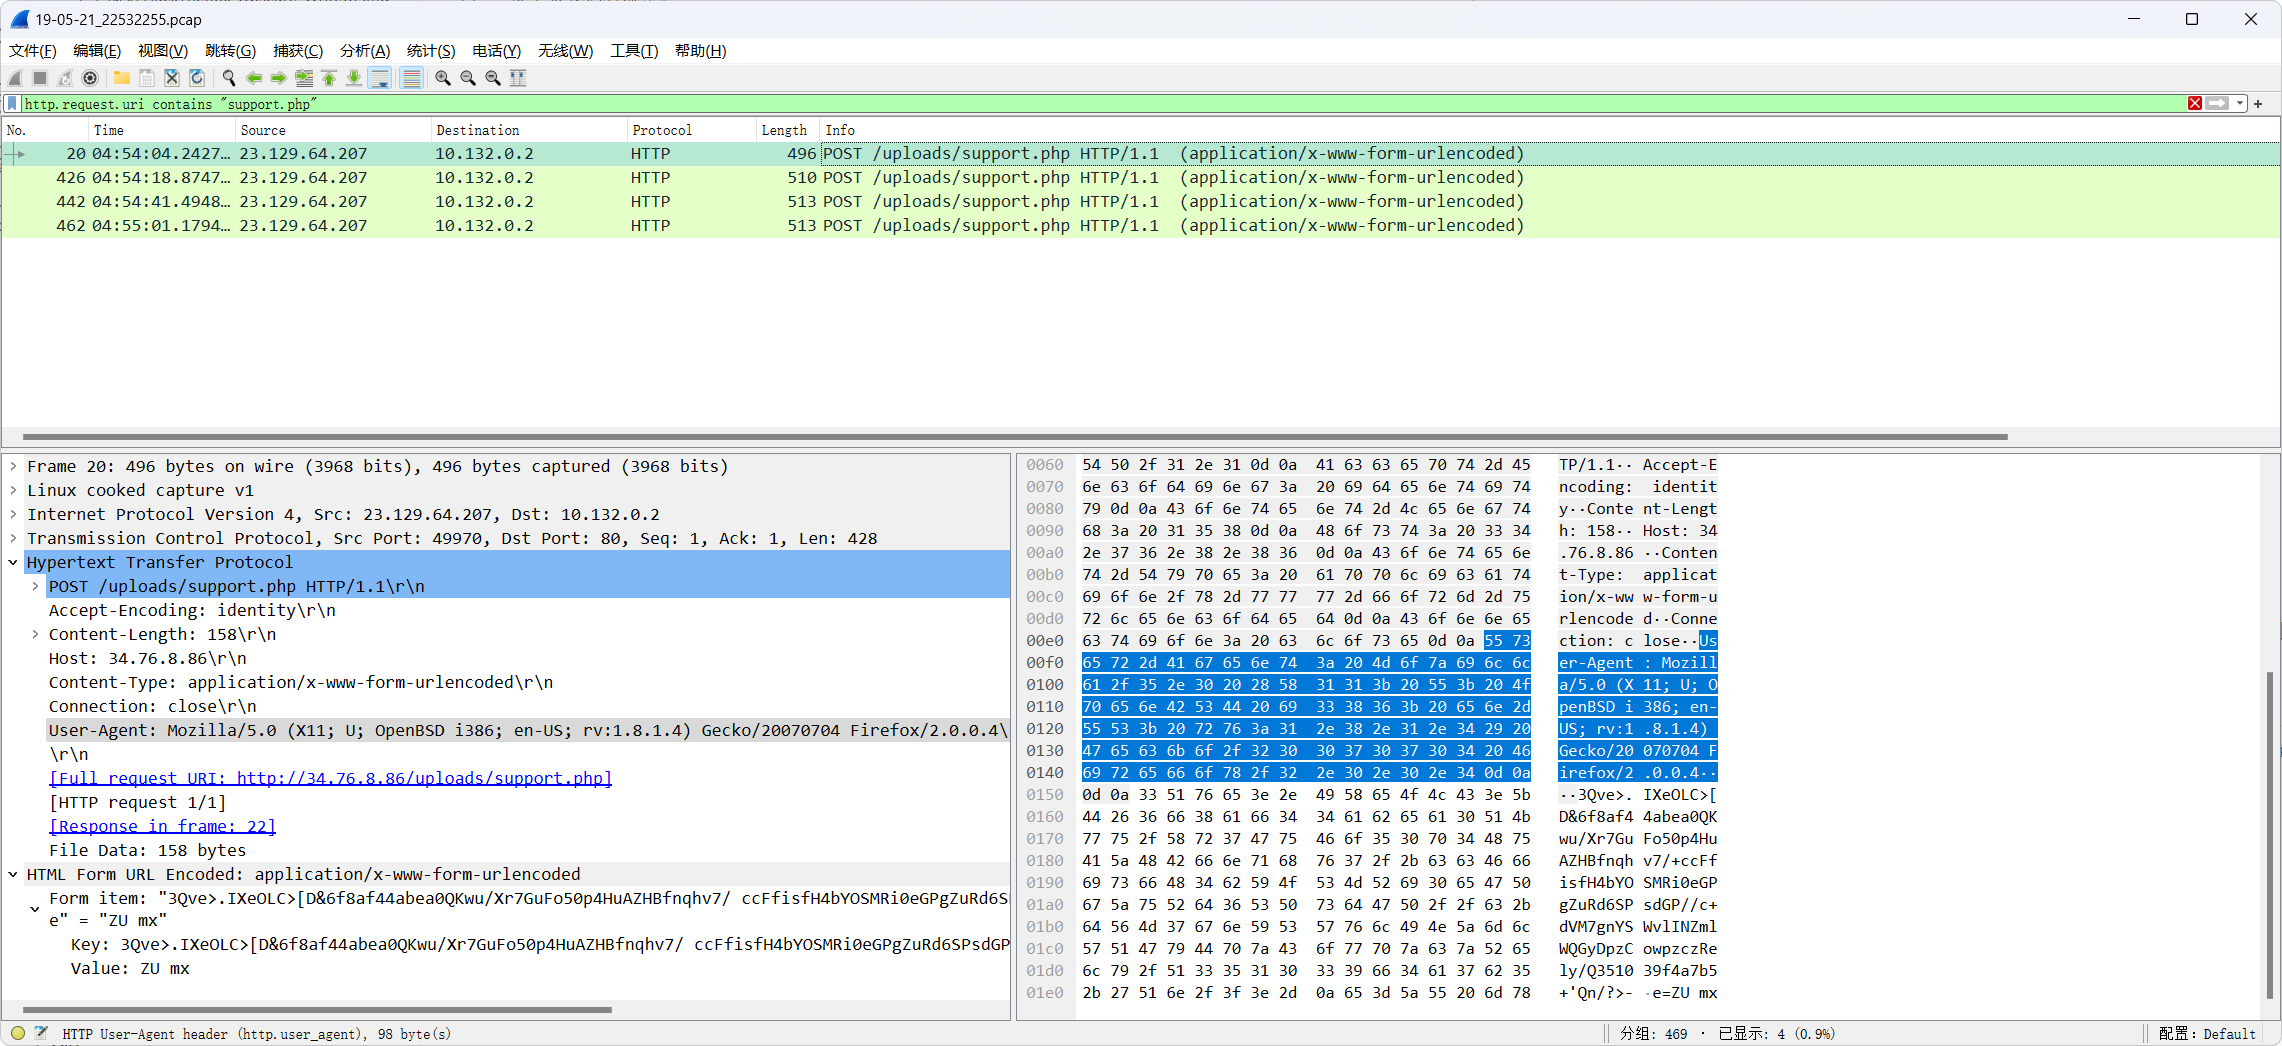 19-05-21_22532255.pcap
文件(F) 编辑(E) 视图(V) 跳转(G) 捕获(C) 分析(A) 统计(S) 电话(Y) 无线(W) 工具(T) 帮助(H)
http.request.uri contains "support.php"
No. Time Source Destination Protocol Length Info
20 04:54:04.2427… 23.129.64.207 10.132.0.2 HTTP 496 POST /uploads/support.php HTTP/1.1  (application/x-www-form-urlencoded)
426 04:54:18.8747… 23.129.64.207 10.132.0.2 HTTP 510 POST /uploads/support.php HTTP/1.1  (application/x-www-form-urlencoded)
442 04:54:41.4948… 23.129.64.207 10.132.0.2 HTTP 513 POST /uploads/support.php HTTP/1.1  (application/x-www-form-urlencoded)
462 04:55:01.1794… 23.129.64.207 10.132.0.2 HTTP 513 POST /uploads/support.php HTTP/1.1  (application/x-www-form-urlencoded)
Frame 20: 496 bytes on wire (3968 bits), 496 bytes captured (3968 bits)
Linux cooked capture v1
Internet Protocol Version 4, Src: 23.129.64.207, Dst: 10.132.0.2
Transmission Control Protocol, Src Port: 49970, Dst Port: 80, Seq: 1, Ack: 1, Len: 428
Hypertext Transfer Protocol
POST /uploads/support.php HTTP/1.1\r\n
Accept-Encoding: identity\r\n
Content-Length: 158\r\n
Host: 34.76.8.86\r\n
Content-Type: application/x-www-form-urlencoded\r\n
Connection: close\r\n
User-Agent: Mozilla/5.0 (X11; U; OpenBSD i386; en-US; rv:1.8.1.4) Gecko/20070704 Firefox/2.0.0.4\
\r\n
[Full request URI: http://34.76.8.86/uploads/support.php]
[HTTP request 1/1]
[Response in frame: 22]
File Data: 158 bytes
HTML Form URL Encoded: application/x-www-form-urlencoded
Form item: "3Qve>.IXeOLC>[D&6f8af44abea0QKwu/Xr7GuFo50p4HuAZHBfnqhv7/ ccFfisfH4bYOSMRi0eGPgZuRd6S
e" = "ZU mx"
Key: 3Qve>.IXeOLC>[D&6f8af44abea0QKwu/Xr7GuFo50p4HuAZHBfnqhv7/ ccFfisfH4bYOSMRi0eGPgZuRd6SPsdGP
Value: ZU mx
0060 54 50 2f 31 2e 31 0d 0a 41 63 63 65 70 74 2d 45 TP/1.1·· Accept-E
0070 6e 63 6f 64 69 6e 67 3a 20 69 64 65 6e 74 69 74 ncoding:  identit
0080 79 0d 0a 43 6f 6e 74 65 6e 74 2d 4c 65 6e 67 74 y··Conte nt-Lengt
0090 68 3a 20 31 35 38 0d 0a 48 6f 73 74 3a 20 33 34 h: 158·· Host: 34
00a0 2e 37 36 2e 38 2e 38 36 0d 0a 43 6f 6e 74 65 6e .76.8.86 ··Conten
00b0 74 2d 54 79 70 65 3a 20 61 70 70 6c 69 63 61 74 t-Type:  applicat
00c0 69 6f 6e 2f 78 2d 77 77 77 2d 66 6f 72 6d 2d 75 ion/x-ww w-form-u
00d0 72 6c 65 6e 63 6f 64 65 64 0d 0a 43 6f 6e 6e 65 rlencode d··Conne
00e0 63 74 69 6f 6e 3a 20 63 6c 6f 73 65 0d 0a 55 73 ction: c lose··Us
00f0 65 72 2d 41 67 65 6e 74 3a 20 4d 6f 7a 69 6c 6c er-Agent : Mozill
0100 61 2f 35 2e 30 20 28 58 31 31 3b 20 55 3b 20 4f a/5.0 (X 11; U; O
0110 70 65 6e 42 53 44 20 69 33 38 36 3b 20 65 6e 2d penBSD i 386; en-
0120 55 53 3b 20 72 76 3a 31 2e 38 2e 31 2e 34 29 20 US; rv:1 .8.1.4)
0130 47 65 63 6b 6f 2f 32 30 30 37 30 37 30 34 20 46 Gecko/20 070704 F
0140 69 72 65 66 6f 78 2f 32 2e 30 2e 30 2e 34 0d 0a irefox/2 .0.0.4··
0150 0d 0a 33 51 76 65 3e 2e 49 58 65 4f 4c 43 3e 5b ··3Qve>. IXeOLC>[
0160 44 26 36 66 38 61 66 34 34 61 62 65 61 30 51 4b D&6f8af4 4abea0QK
0170 77 75 2f 58 72 37 47 75 46 6f 35 30 70 34 48 75 wu/Xr7Gu Fo50p4Hu
0180 41 5a 48 42 66 6e 71 68 76 37 2f 2b 63 63 46 66 AZHBfnqh v7/+ccFf
0190 69 73 66 48 34 62 59 4f 53 4d 52 69 30 65 47 50 isfH4bYO SMRi0eGP
01a0 67 5a 75 52 64 36 53 50 73 64 47 50 2f 2f 63 2b gZuRd6SP sdGP//c+
01b0 64 56 4d 37 67 6e 59 53 57 76 6c 49 4e 5a 6d 6c dVM7gnYS WvlINZml
01c0 57 51 47 79 44 70 7a 43 6f 77 70 7a 63 7a 52 65 WQGyDpzC owpzczRe
01d0 6c 79 2f 51 33 35 31 30 33 39 66 34 61 37 62 35 ly/Q3510 39f4a7b5
01e0 2b 27 51 6e 2f 3f 3e 2d 0a 65 3d 5a 55 20 6d 78 +'Qn/?>- ·e=ZU mx
HTTP User-Agent header (http.user_agent), 98 byte(s)
分组: 469 · 已显示: 4 (0.9%)
配置: Default